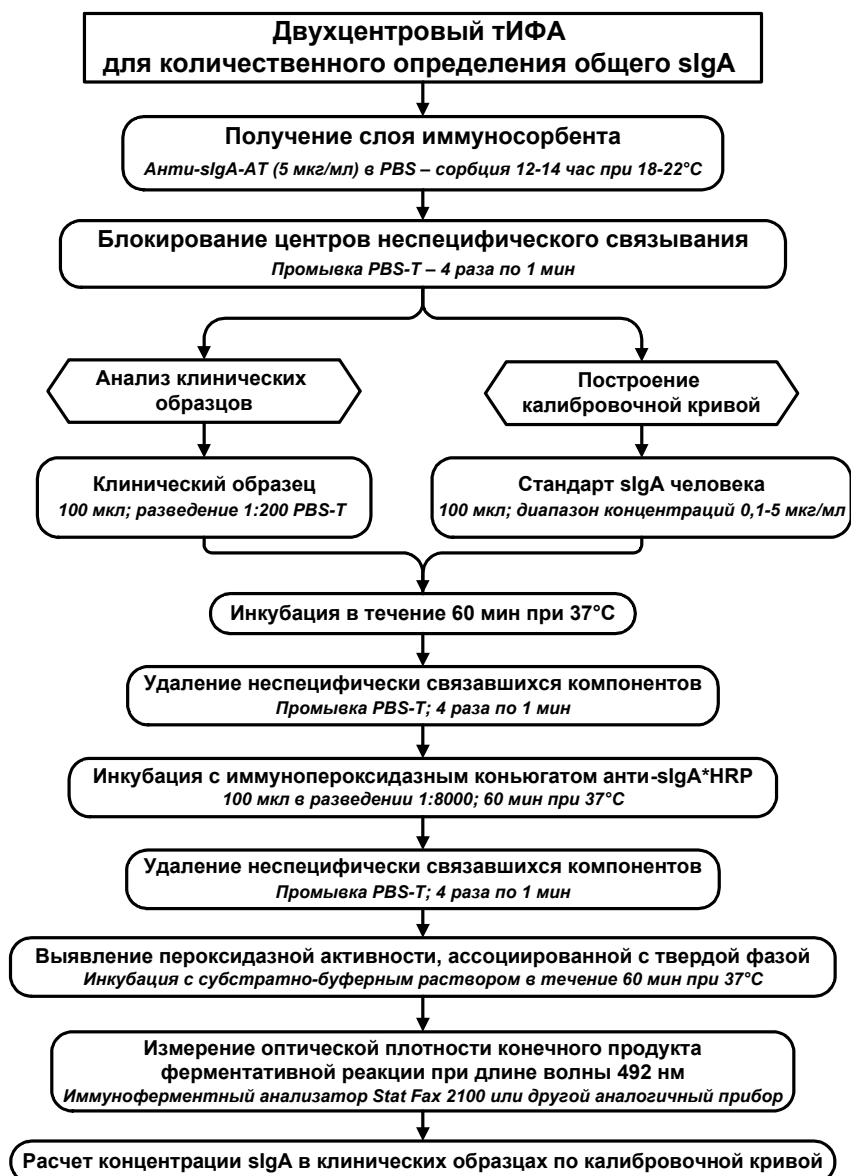 Двухцентровый тИФА
для количественного определения общего sIgA
Получение слоя иммуносорбента
Анти-sIgA-АТ (5 мкг/мл) в PBS – сорбция 12-14 час при 18-22°C
Блокирование центров неспецифического связывания
Промывка PBS-T – 4 раза по 1 мин
Анализ клинических
образцов
Построение
калибровочной кривой
Клинический образец
100 мкл; разведение 1:200 PBS-T
Стандарт sIgA человека
100 мкл; диапазон концентраций 0,1-5 мкг/мл
Инкубация в течение 60 мин при 37°C
Удаление неспецифически связавшихся компонентов
Промывка PBS-T; 4 раза по 1 мин
Инкубация с иммунопероксидазным коньюгатом анти-sIgA*HRP
100 мкл в разведении 1:8000; 60 мин при 37°C
Удаление неспецифически связавшихся компонентов
Промывка PBS-T; 4 раза по 1 мин
Выявление пероксидазной активности, ассоциированной с твердой фазой
Инкубация с субстратно-буферным раствором в течение 60 мин при 37°C
Измерение оптической плотности конечного продукта
ферментативной реакции при длине волны 492 нм
Иммуноферментный анализатор Stat Fax 2100 или другой аналогичный прибор
Расчет концентрации sIgA в клинических образцах по калибровочной кривой